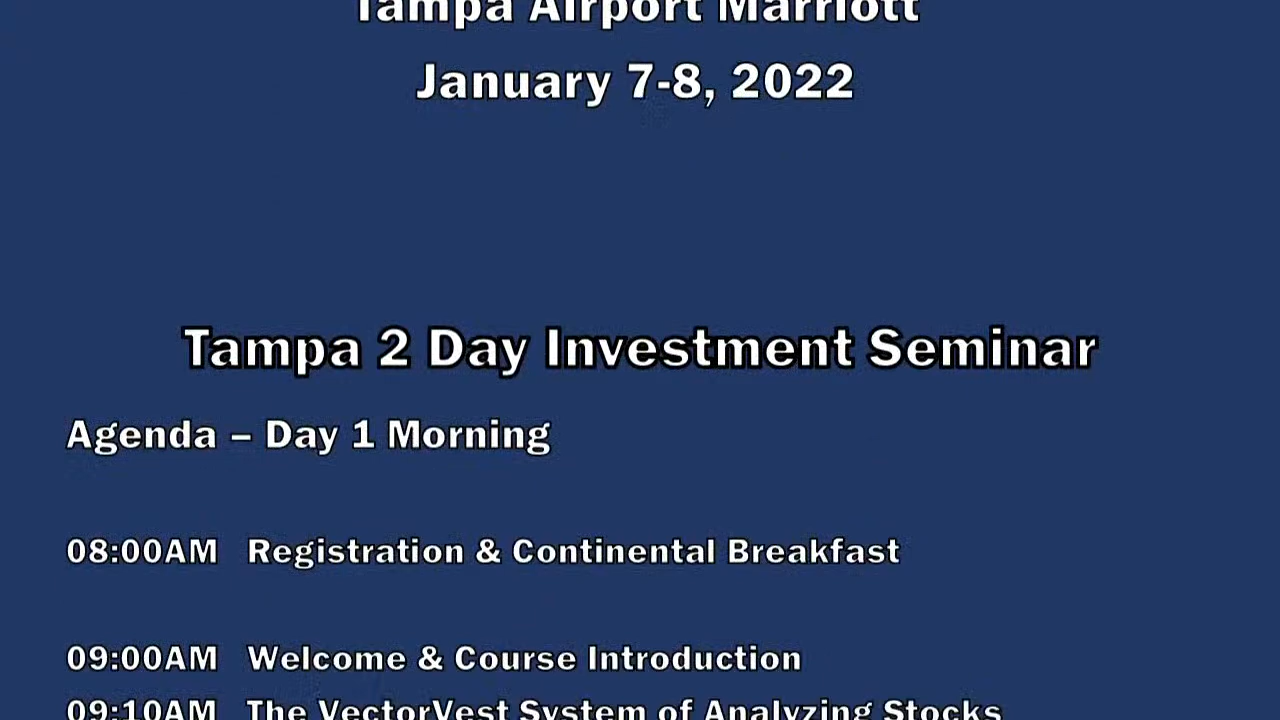 Tampa Airport Marriott
January 7-8, 2022
Tampa 2 Day Investment Seminar
Agenda – Day 1 Morning
08:00AM Registration & Continental Breakfast
09:00AM Welcome & Course Introduction
09:10AM The VectorVest System of Analyzing Stocks